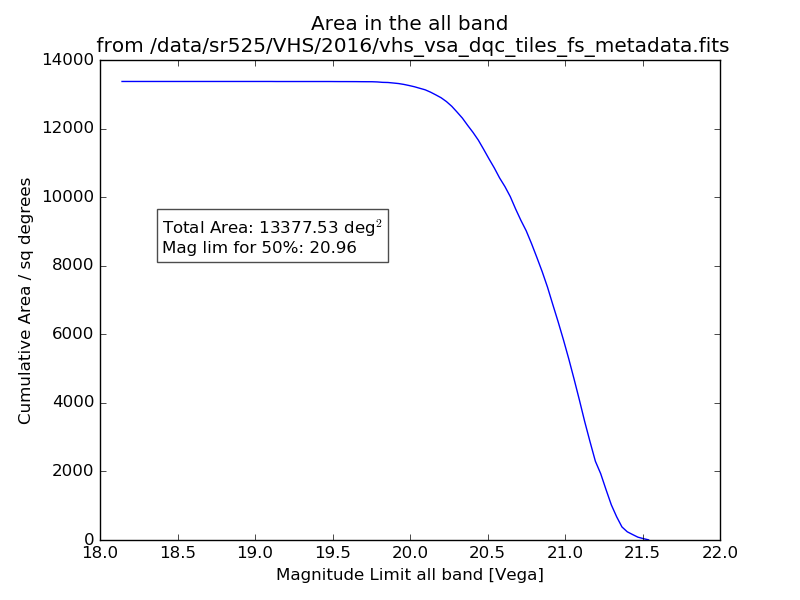 Area in the all band
from /data/sr525/VHS/2016/vhs_vsa_dqc_tiles_fs_metadata.fits
14000
12000
10000
8000
6000
4000
2000
0
Cumulative Area / sq degrees
Total Area: 13377.53 deg²
Mag lim for 50%: 20.96
18.0 18.5 19.0 19.5 20.0 20.5 21.0 21.5 22.0
Magnitude Limit all band [Vega]